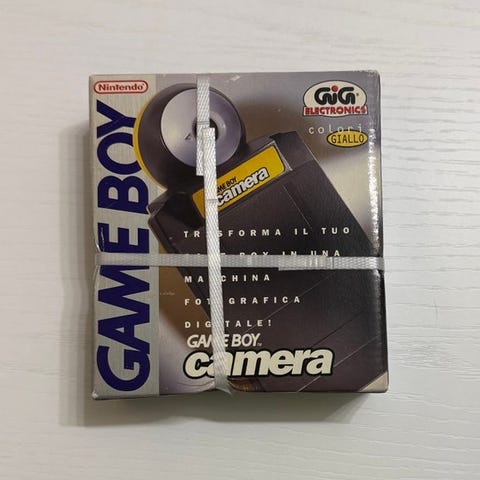 Nintendo
GAME BOY
GiG
ELECTRONICS
colori
GIALLO
GAME BOY
camera
TRASFORMA IL TUO
BOY IN UNA
MACCHINA
FOTOGRAFICA
DIGITALE!
GAME BOY™
camera